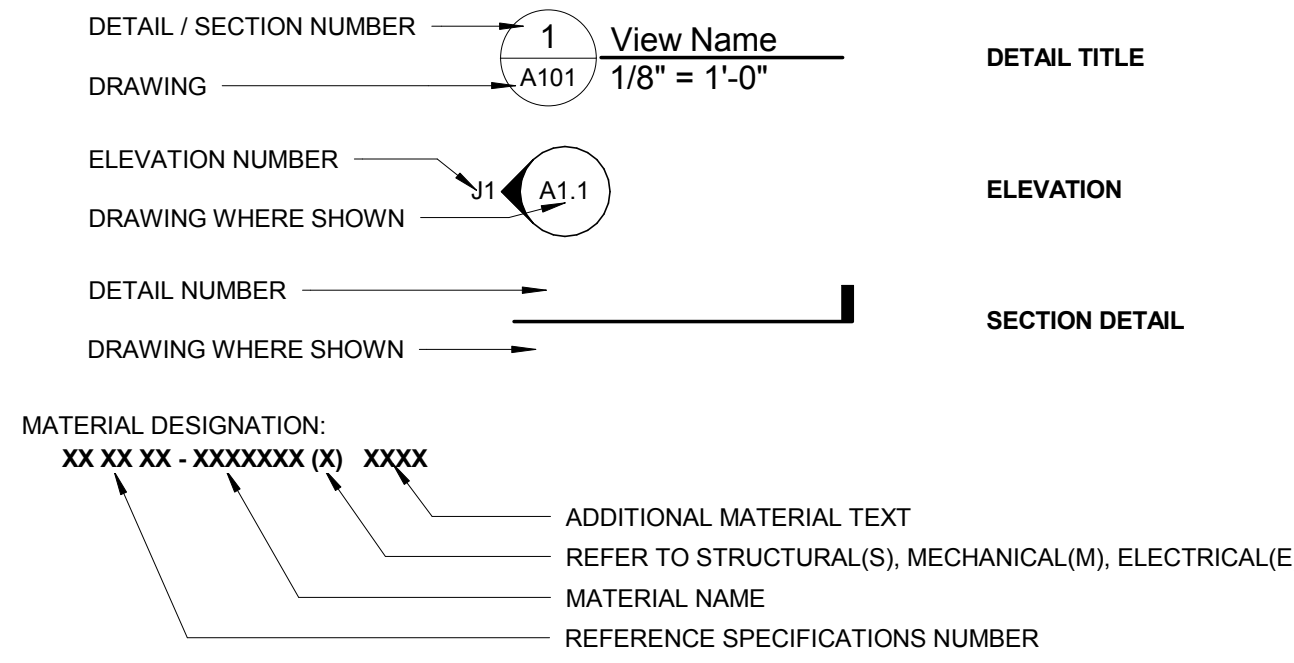 DETAIL / SECTION NUMBER
1 View Name
DETAIL TITLE
DRAWING
A101 1/8" = 1'-0"
ELEVATION NUMBER
J1 A1.1
ELEVATION
DRAWING WHERE SHOWN
DETAIL NUMBER
SECTION DETAIL
DRAWING WHERE SHOWN
MATERIAL DESIGNATION:
XX XX XX - XXXXXXX (X) XXXX
ADDITIONAL MATERIAL TEXT
REFER TO STRUCTURAL(S), MECHANICAL(M), ELECTRICAL(E
MATERIAL NAME
REFERENCE SPECIFICATIONS NUMBER